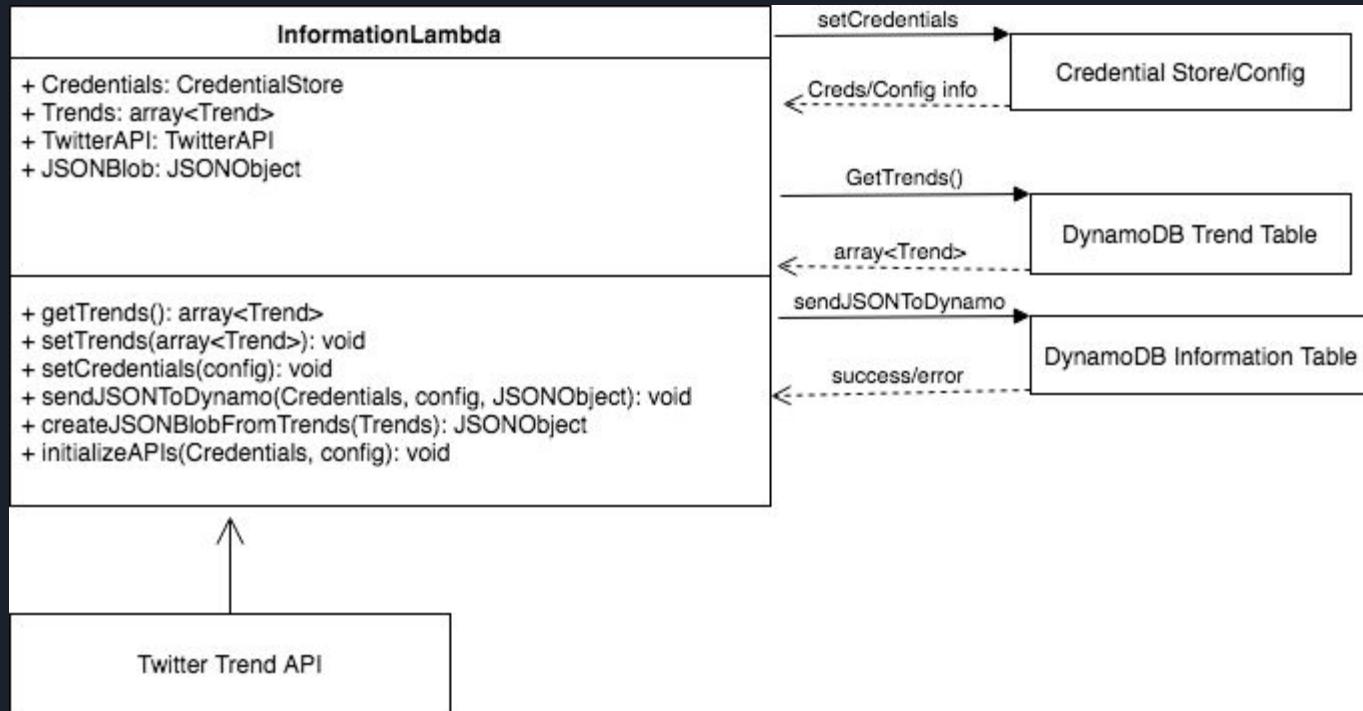 InformationLambda
+ Credentials: CredentialStore
+ Trends: array<Trend>
+ TwitterAPI: TwitterAPI
+ JSONBlob: JSONObject
+ getTrends(): array<Trend>
+ setTrends(array<Trend>): void
+ setCredentials(config): void
+ sendJSONToDynamo(Credentials, config, JSONObject): void
+ createJSONBlobFromTrends(Trends): JSONObject
+ initializeAPIs(Credentials, config): void
setCredentials
Creds/Config info
Credential Store/Config
GetTrends()
array<Trend>
DynamoDB Trend Table
sendJSONToDynamo
success/error
DynamoDB Information Table
Twitter Trend API